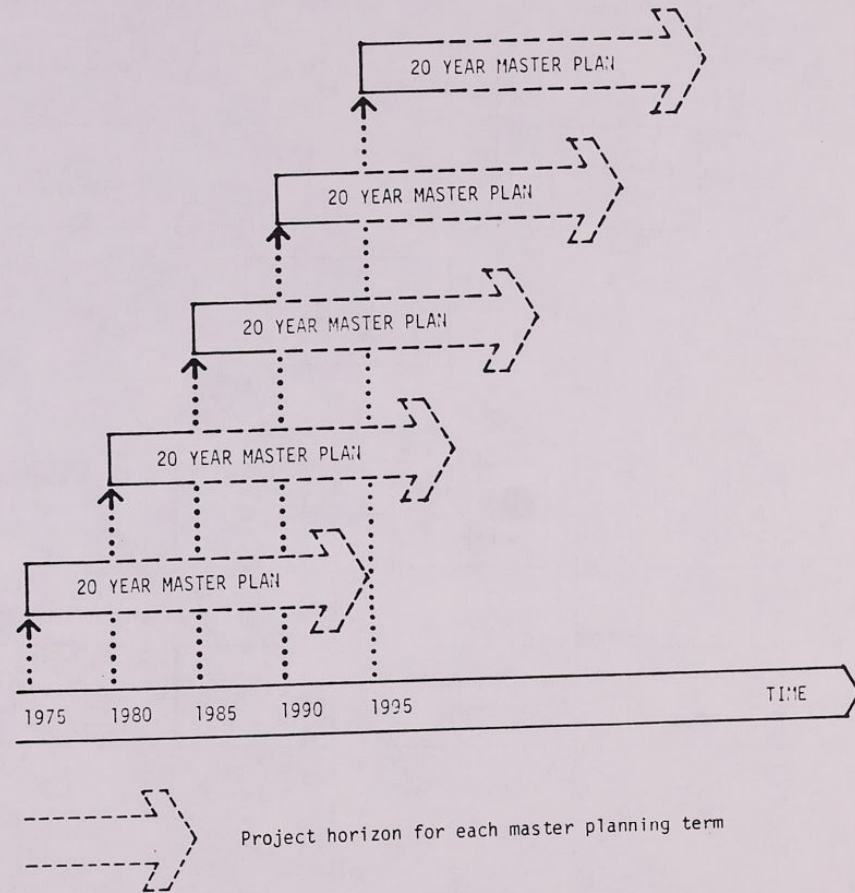 20 YEAR MASTER PLAN
20 YEAR MASTER PLAN
20 YEAR MASTER PLAN
20 YEAR MASTER PLAN
20 YEAR MASTER PLAN
1975 1980 1985 1990 1995 TIME
Project horizon for each master planning term